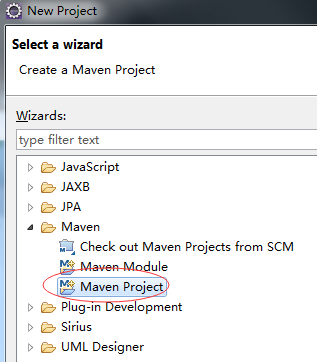 New Project
Select a wizard
Create a Maven Project
Wizards:
type filter text
JavaScript
JAXB
JPA
Maven
Check out Maven Projects from SCM
Maven Module
Maven Project
Plug-in Development
Sirius
UML Designer